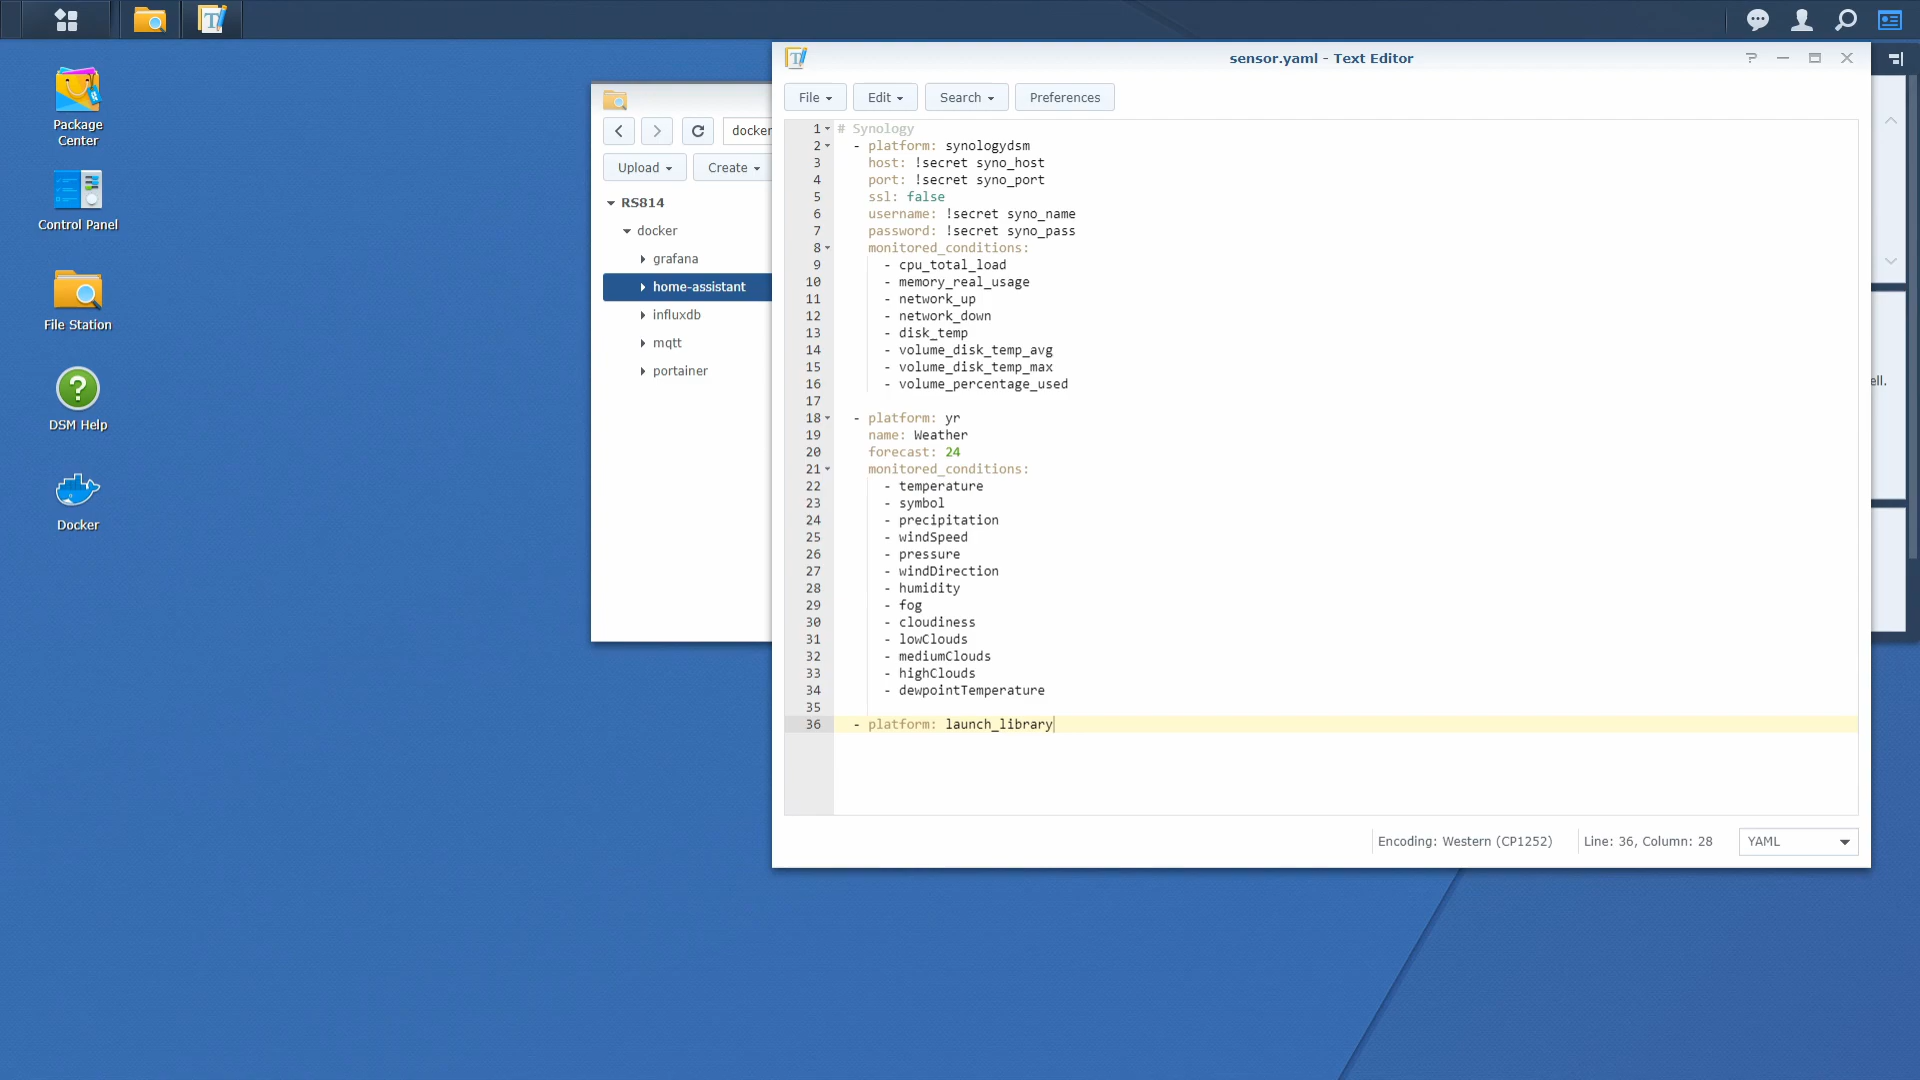 Package
Center
Control Panel
File Station
DSM Help
Docker
docker
Upload
Create
RS814
docker
grafana
home-assistant
influxdb
mqtt
portainer
sensor.yaml - Text Editor
File
Edit
Search
Preferences
1 # Synology
2 - platform: synologydsm
3 host: !secret syno_host
4 port: !secret syno_port
5 ssl: false
6 username: !secret syno_name
7 password: !secret syno_pass
8 monitored_conditions:
9 - cpu_total_load
10 - memory_real_usage
11 - network_up
12 - network_down
13 - disk_temp
14 - volume_disk_temp_avg
15 - volume_disk_temp_max
16 - volume_percentage_used
17
18 - platform: yr
19 name: Weather
20 forecast: 24
21 monitored_conditions:
22 - temperature
23 - symbol
24 - precipitation
25 - windSpeed
26 - pressure
27 - windDirection
28 - humidity
29 - fog
30 - cloudiness
31 - lowClouds
32 - mediumClouds
33 - highClouds
34 - dewpointTemperature
35
36 - platform: launch_library
Encoding: Western (CP1252)
Line: 36, Column: 28
YAML
ell.